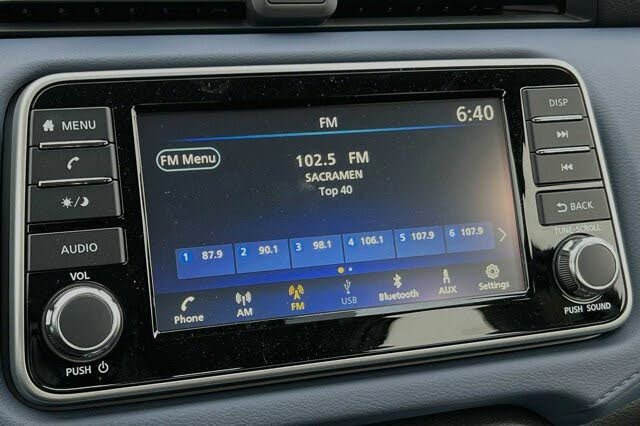 FM
6:40
FM Menu
102.5 FM
SACRAMEN
Top 40
1 87.9
2 90.1
3 98.1
4 106.1
5 107.9
6 107.9
Phone
AM
FM
USB
Bluetooth
AUX
Settings
MENU
AUDIO
VOL
PUSH
DISP
BACK
TUNE·SCROLL
PUSH SOUND